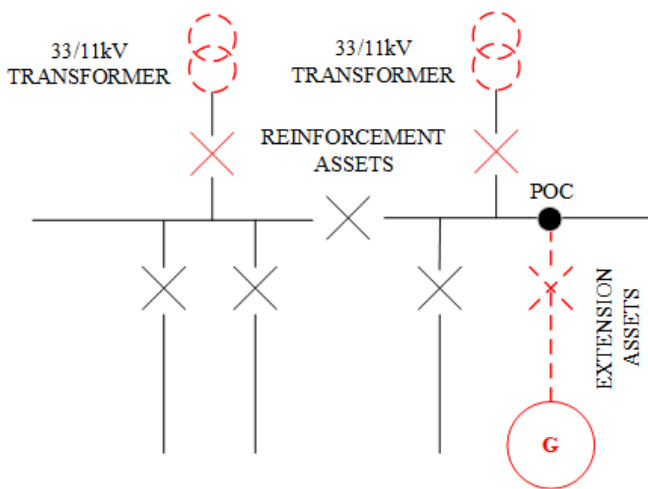 33/11kV
TRANSFORMER
33/11kV
TRANSFORMER
REINFORCEMENT
ASSETS
POC
EXTENSION
ASSETS
G